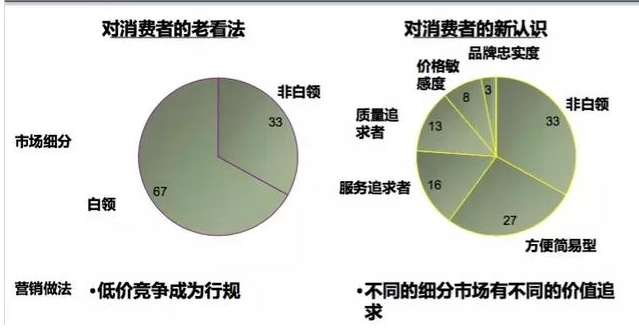 对消费者的老看法
对消费者的新认识
品牌忠实度
价格敏
感度
非白领
33
3
8
非白领
33
质量追
求者
13
市场细分
67
白领
服务追求者
16
27
方便简易型
营销做法
•低价竞争成为行规
•不同的细分市场有不同的价值追
求